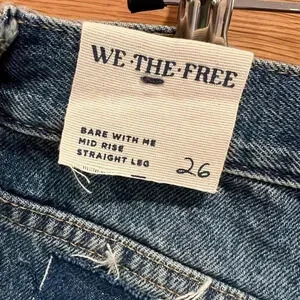 WE·THE·FREE
BARE WITH ME
MID RISE
STRAIGHT LEG
26